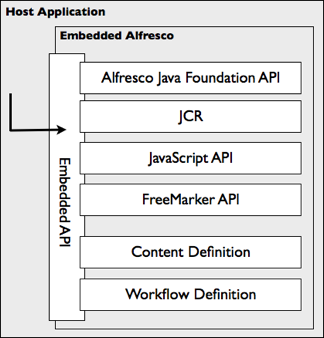 Host Application
Embedded Alfresco
Alfresco Java Foundation API
JCR
JavaScript API
FreeMarker API
Content Definition
Workflow Definition
Embedded API